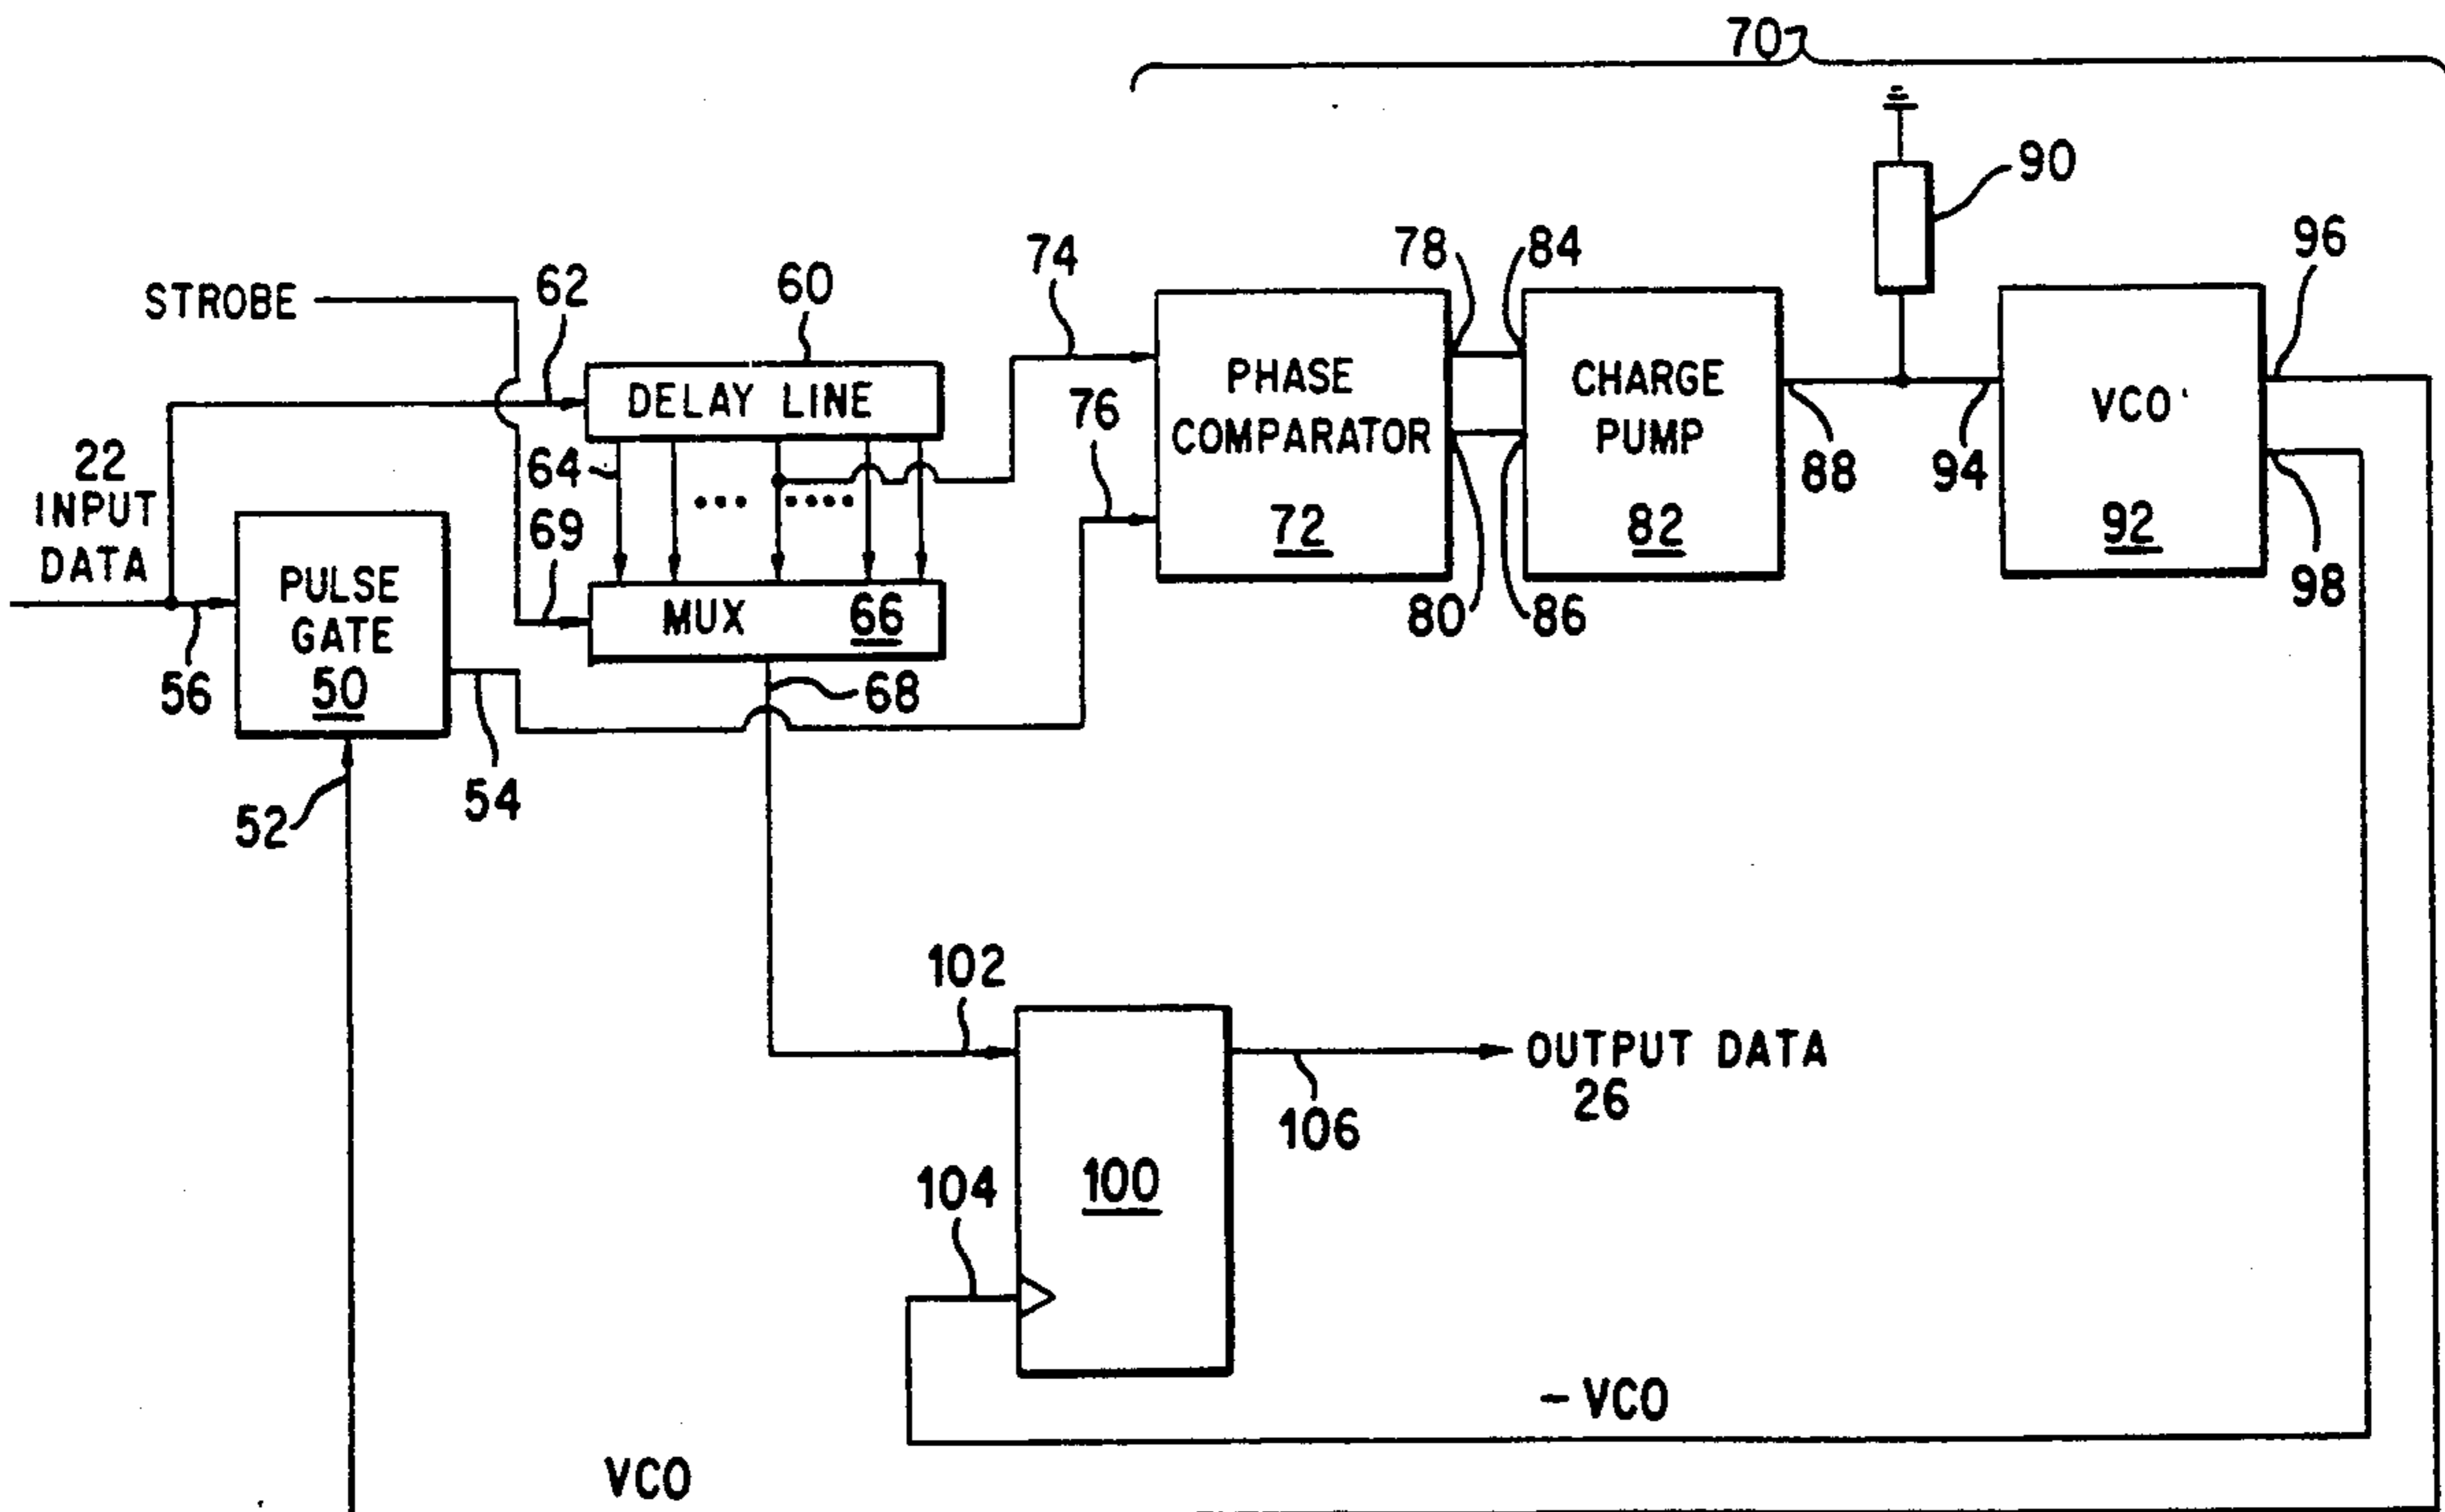 70
90
96
STROBE
62
60
74
78
84
DELAY LINE
PHASE
COMPARATOR
72
CHARGE
PUMP
82
VCO
92
76
88
94
22
INPUT
DATA
64
69
98
80
86
PULSE
GATE
50
MUX 66
56
68
54
52
102
OUTPUT DATA
26
106
104
100
- VCO
VCO